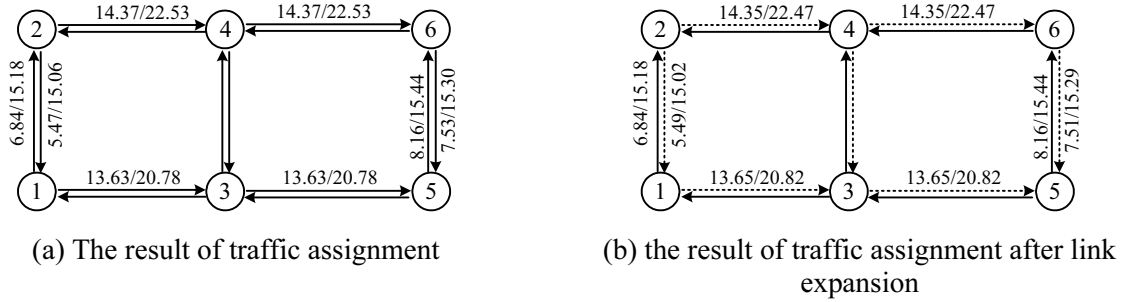 14.37/22.53 14.37/22.53 14.35/22.47 14.35/22.47
2 4 6 2 4 6
6.84/15.18 5.47/15.06 8.16/15.44 7.53/15.30 6.84/15.18 5.49/15.02 8.16/15.44 7.51/15.29
13.63/20.78 13.63/20.78 13.65/20.82 13.65/20.82
1 3 5 1 3 5
(a) The result of traffic assignment
(b) the result of traffic assignment after link
expansion